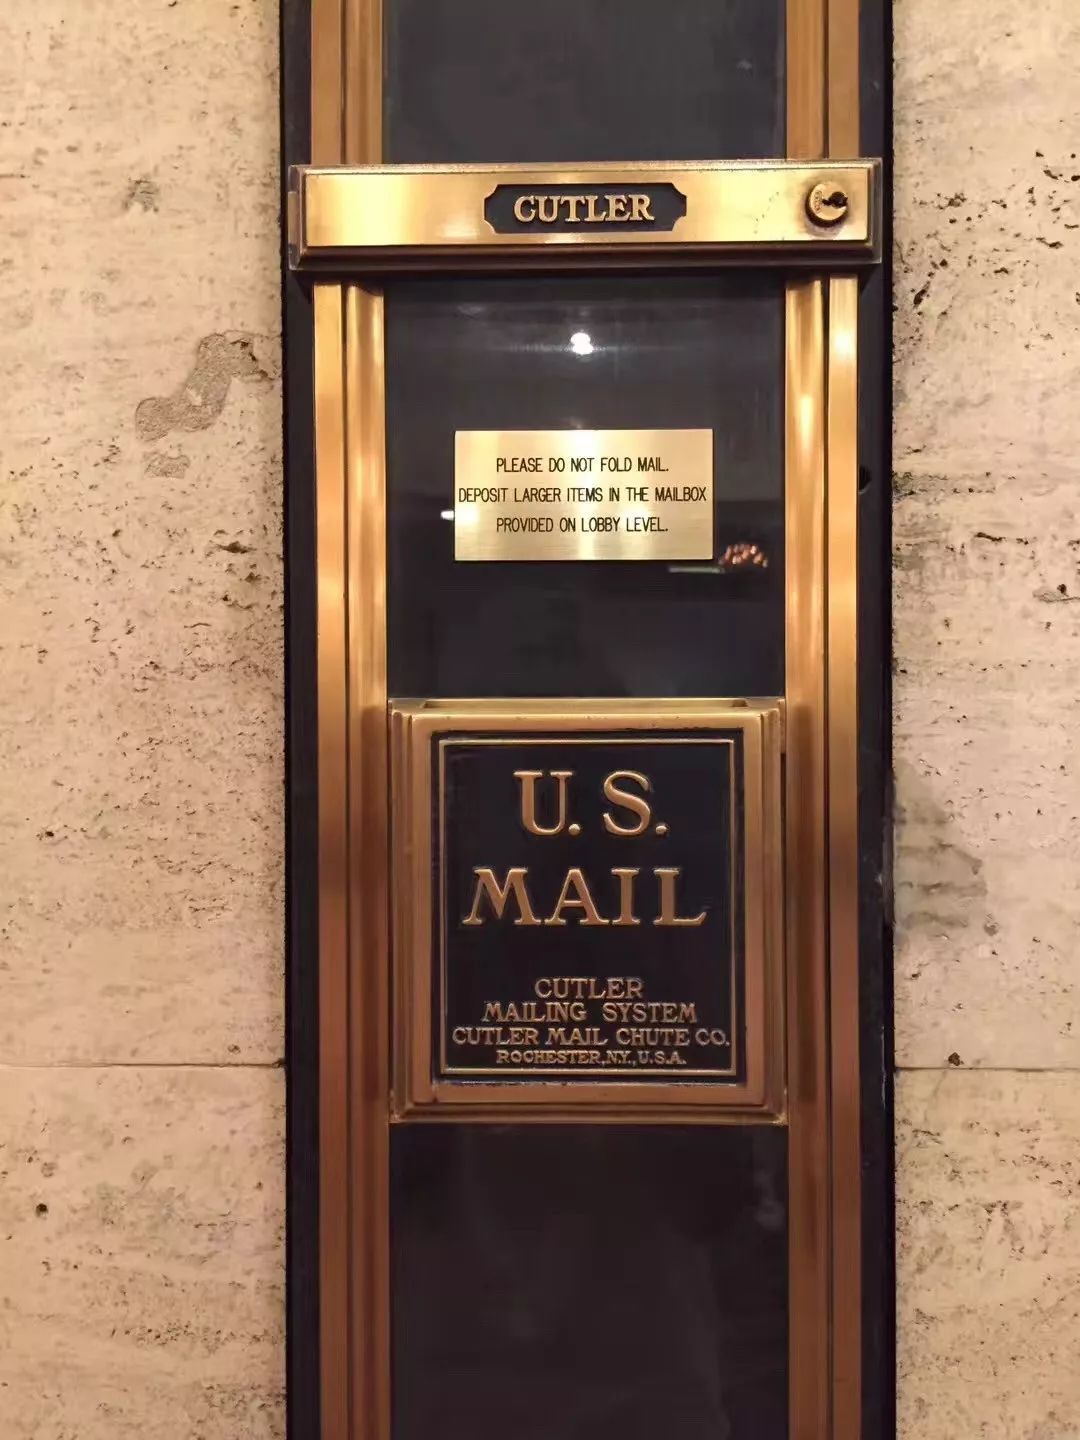 CUTLER
PLEASE DO NOT FOLD MAIL.
DEPOSIT LARGER ITEMS IN THE MAILBOX
PROVIDED ON LOBBY LEVEL.
U.S.
MAIL
CUTLER
MAILING SYSTEM
CUTLER MAIL CHUTE CO.
ROCHESTER, N.Y., U.S.A.